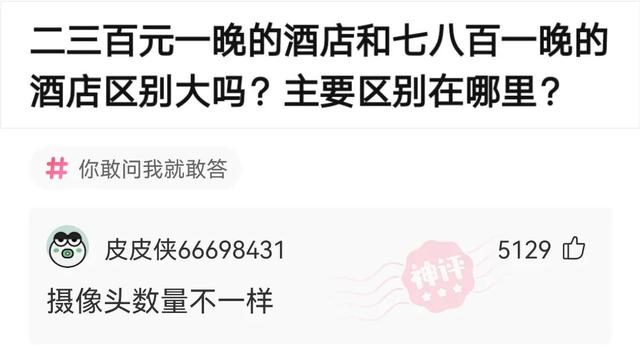 二三百元一晚的酒店和七八百一晚的
酒店区别大吗？主要区别在哪里？
# 你敢问我就敢答
皮皮侠66698431
5129
神评
摄像头数量不一样